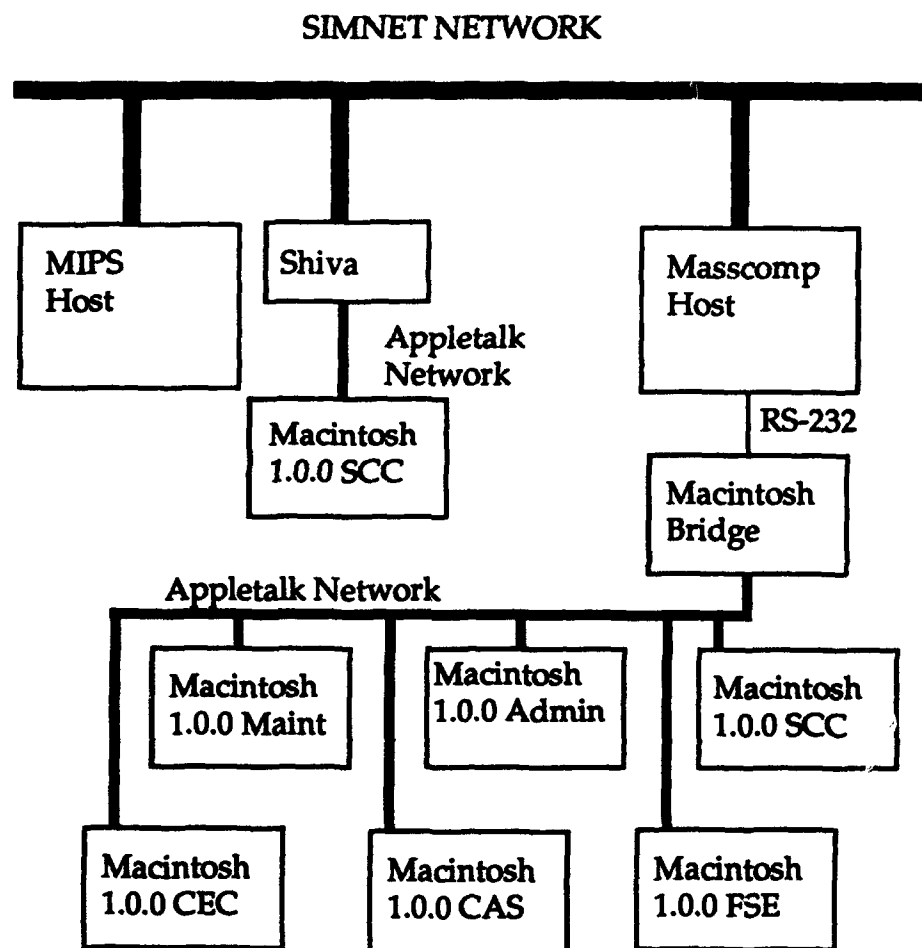 SIMNET NETWORK
MIPS
Host
Shiva
Masscomp
Host
Appletalk
Network
Macintosh
1.0.0 SCC
RS-232
Macintosh
Bridge
Appletalk Network
Macintosh
1.0.0 Maint
Macintosh
1.0.0 Admin
Macintosh
1.0.0 SCC
Macintosh
1.0.0 CEC
Macintosh
1.0.0 CAS
Macintosh
1.0.0 FSE